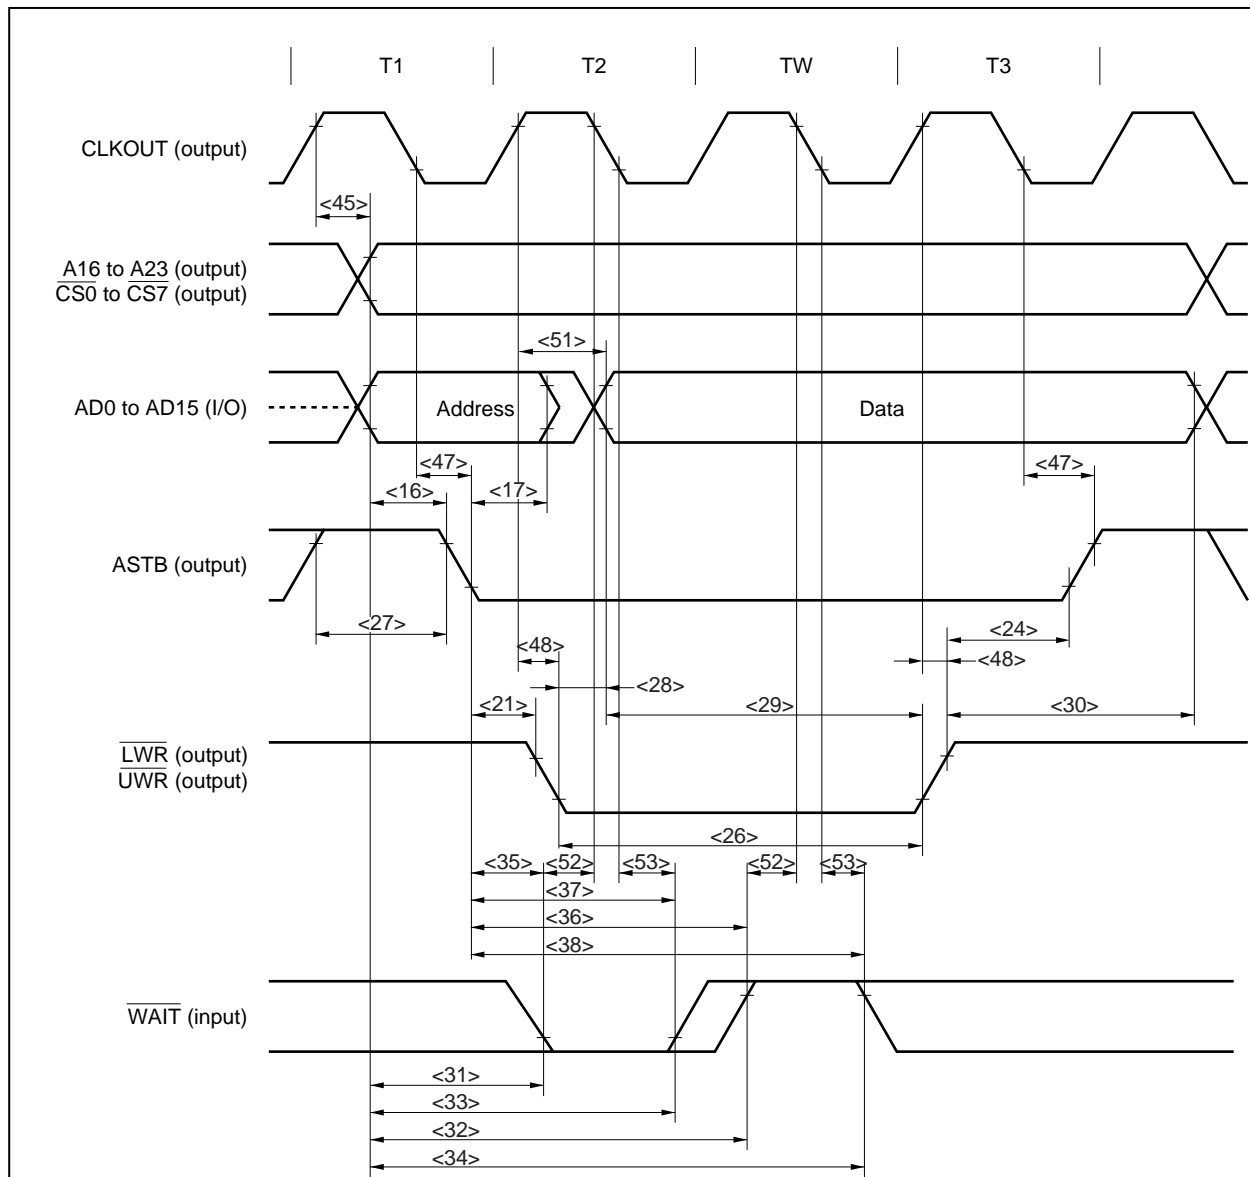 T1 T2 TW T3
CLKOUT (output)
<45>
A16 to A23 (output)
CS0 to CS7 (output)
<51>
AD0 to AD15 (I/O)
Address
Data
<47>
<47>
<16>
<17>
ASTB (output)
<27>
<24>
<48>
<48>
<28>
<21>
<29>
<30>
LWR (output)
UWR (output)
<26>
<35> <52> <53> <52> <53>
<37>
<36>
<38>
WAIT (input)
<31>
<33>
<32>
<34>